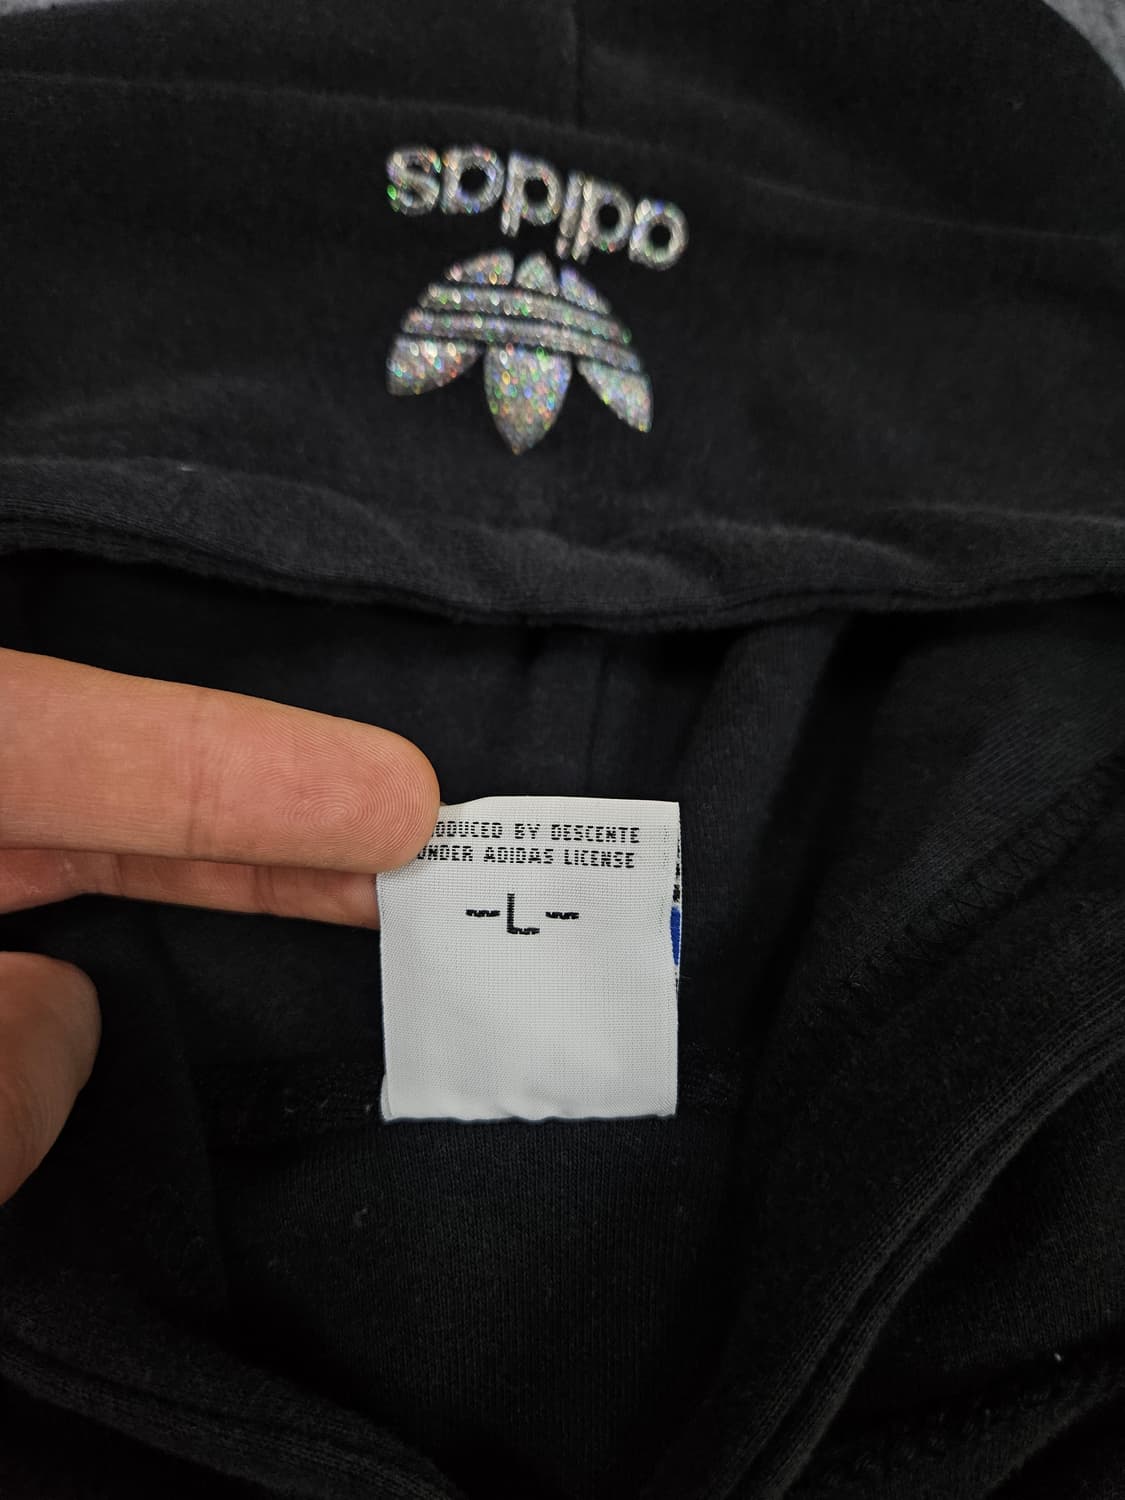 adidas
ODUCED BY DESCENTE
UNDER ADIDAS LICENSE
-L-